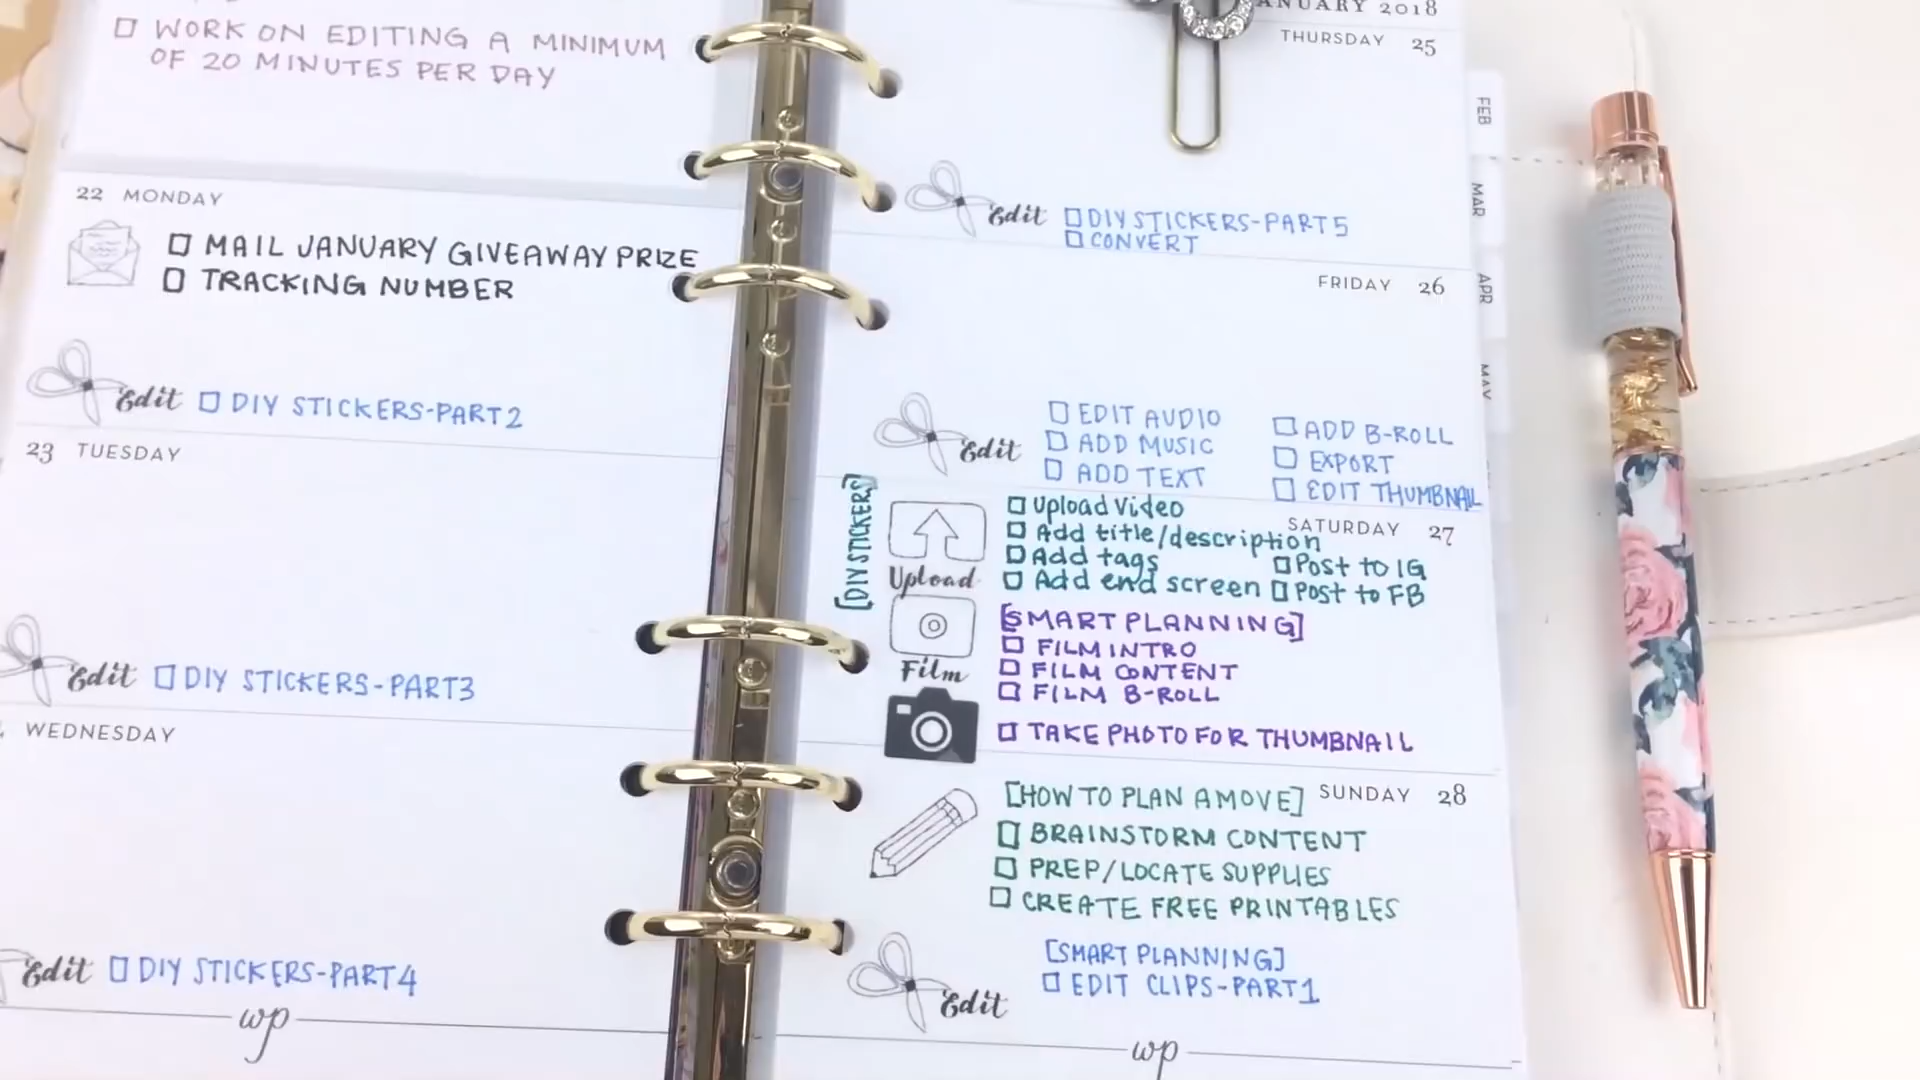 ☐ WORK ON EDITING A MINIMUM
OF 20 MINUTES PER DAY
22 MONDAY
☐ MAIL JANUARY GIVEAWAY PRIZE
☐ TRACKING NUMBER
Edit ☐ DIY STICKERS-PART2
23 TUESDAY
Edit ☐ DIY STICKERS-PART3
WEDNESDAY
Edit ☐ DIY STICKERS-PART4
wp
ANUARY 2018
THURSDAY 25
Edit ☐ DIY STICKERS-PART5
☐ CONVERT
FRIDAY 26
Edit
☐ EDIT AUDIO
☐ ADD MUSIC
☐ ADD TEXT
☐ ADD B-ROLL
☐ EXPORT
☐ EDIT THUMBNAIL
SATURDAY 27
[DIY STICKERS]
Upload
☐ Upload Video
☐ Add title/description
☐ Add tags
☐ Add end screen
☐ Post to IG
☐ Post to FB
Film
[SMART PLANNING]
☐ FILM INTRO
☐ FILM CONTENT
☐ FILM B-ROLL
☐ TAKE PHOTO FOR THUMBNAIL
SUNDAY 28
[HOW TO PLAN A MOVE]
☐ BRAINSTORM CONTENT
☐ PREP/LOCATE SUPPLIES
☐ CREATE FREE PRINTABLES
Edit
[SMART PLANNING]
☐ EDIT CLIPS-PART1
wp
FEB
MAR
APR
MAY